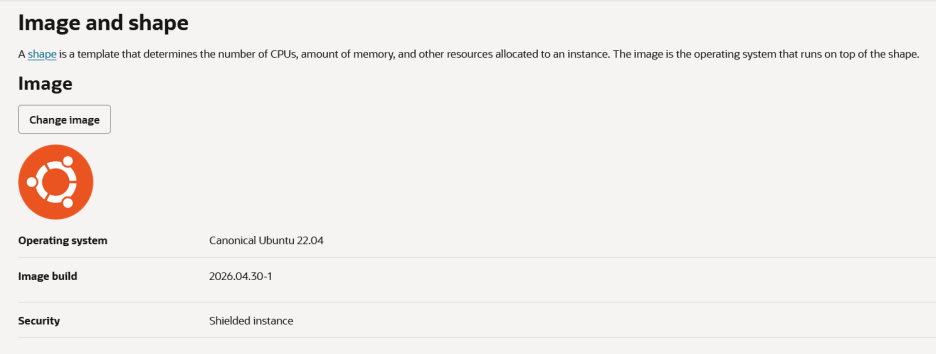 Image and shape
A shape is a template that determines the number of CPUs, amount of memory, and other resources allocated to an instance. The image is the operating system that runs on top of the shape.
Image
Change image
Operating system Canonical Ubuntu 22.04
Image build 2026.04.30-1
Security Shielded instance